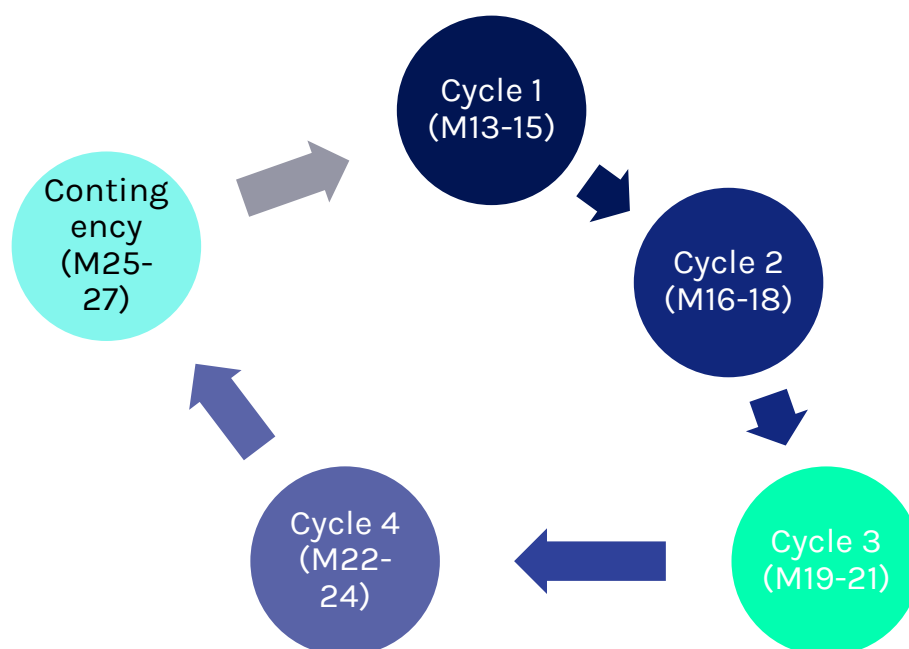 Cycle 1
(M13-15)
Cycle 2
(M16-18)
Cycle 3
(M19-21)
Cycle 4
(M22-
24)
Conting
ency
(M25-
27)